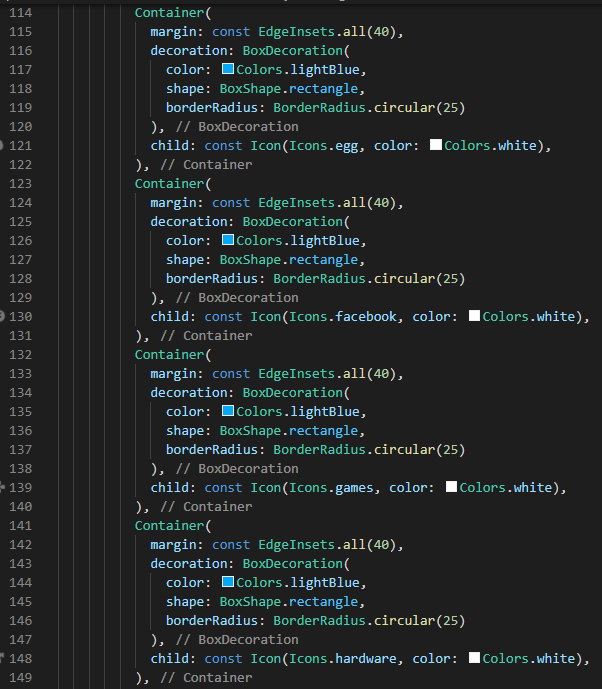 114 Container(
115 margin: const EdgeInsets.all(40),
116 decoration: BoxDecoration(
117 color: Colors.lightBlue,
118 shape: BoxShape.rectangle,
119 borderRadius: BorderRadius.circular(25)
120 ), // BoxDecoration
121 child: const Icon(Icons.egg, color: Colors.white),
122 ), // Container
123 Container(
124 margin: const EdgeInsets.all(40),
125 decoration: BoxDecoration(
126 color: Colors.lightBlue,
127 shape: BoxShape.rectangle,
128 borderRadius: BorderRadius.circular(25)
129 ), // BoxDecoration
130 child: const Icon(Icons.facebook, color: Colors.white),
131 ), // Container
132 Container(
133 margin: const EdgeInsets.all(40),
134 decoration: BoxDecoration(
135 color: Colors.lightBlue,
136 shape: BoxShape.rectangle,
137 borderRadius: BorderRadius.circular(25)
138 ), // BoxDecoration
139 child: const Icon(Icons.games, color: Colors.white),
140 ), // Container
141 Container(
142 margin: const EdgeInsets.all(40),
143 decoration: BoxDecoration(
144 color: Colors.lightBlue,
145 shape: BoxShape.rectangle,
146 borderRadius: BorderRadius.circular(25)
147 ), // BoxDecoration
148 child: const Icon(Icons.hardware, color: Colors.white),
149 ), // Container